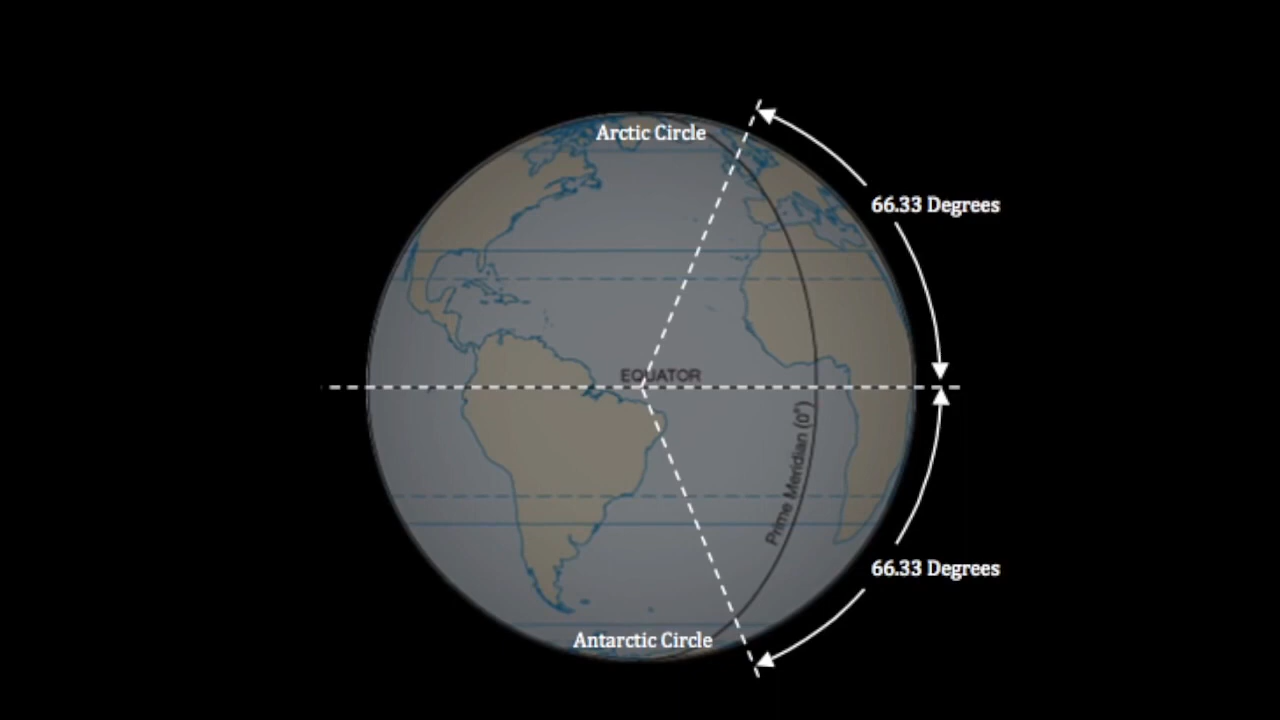 Arctic Circle
66.33 Degrees
EQUATOR
Prime Meridian (0°)
66.33 Degrees
Antarctic Circle